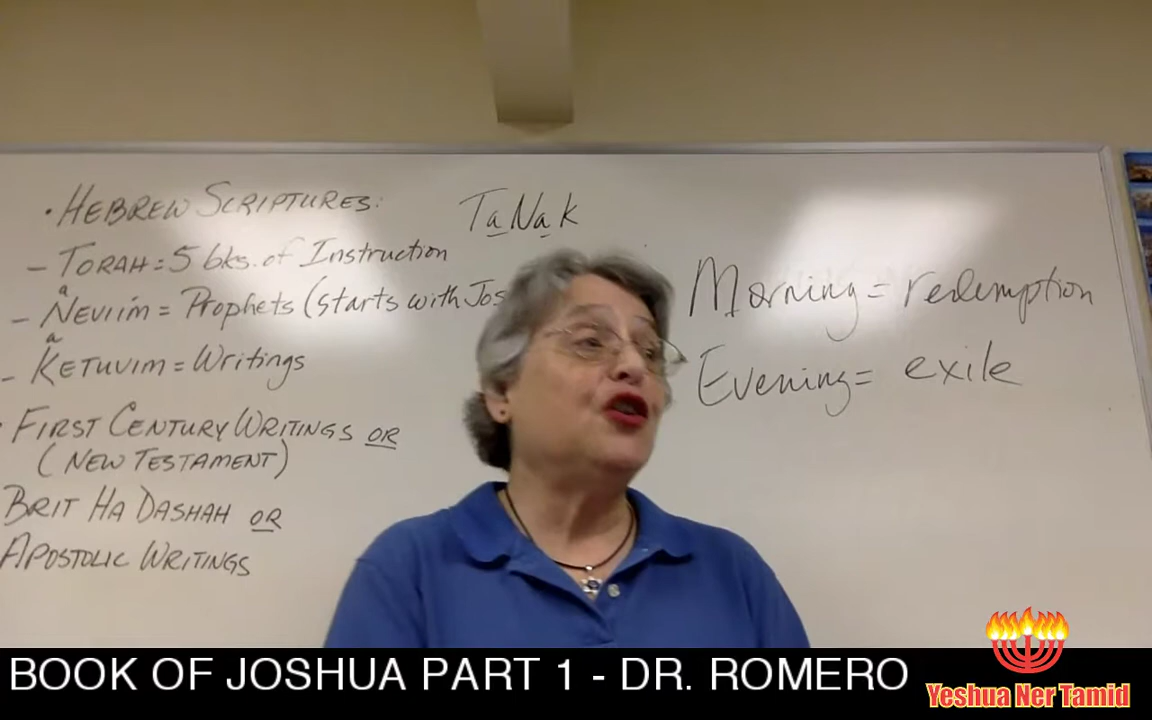 • HEBREW SCRIPTURES:
TaNaK
– TORAH = 5 bks. of Instruction
a
– NEVIIM = Prophets (starts with Jos
a
– KETUVIM = Writings
• FIRST CENTURY WRITINGS OR
(NEW TESTAMENT)
BRIT HA DASHAH OR
APOSTOLIC WRITINGS
Morning = redemption
Evening = exile
BOOK OF JOSHUA PART 1 - DR. ROMERO
Yeshua Ner Tamid